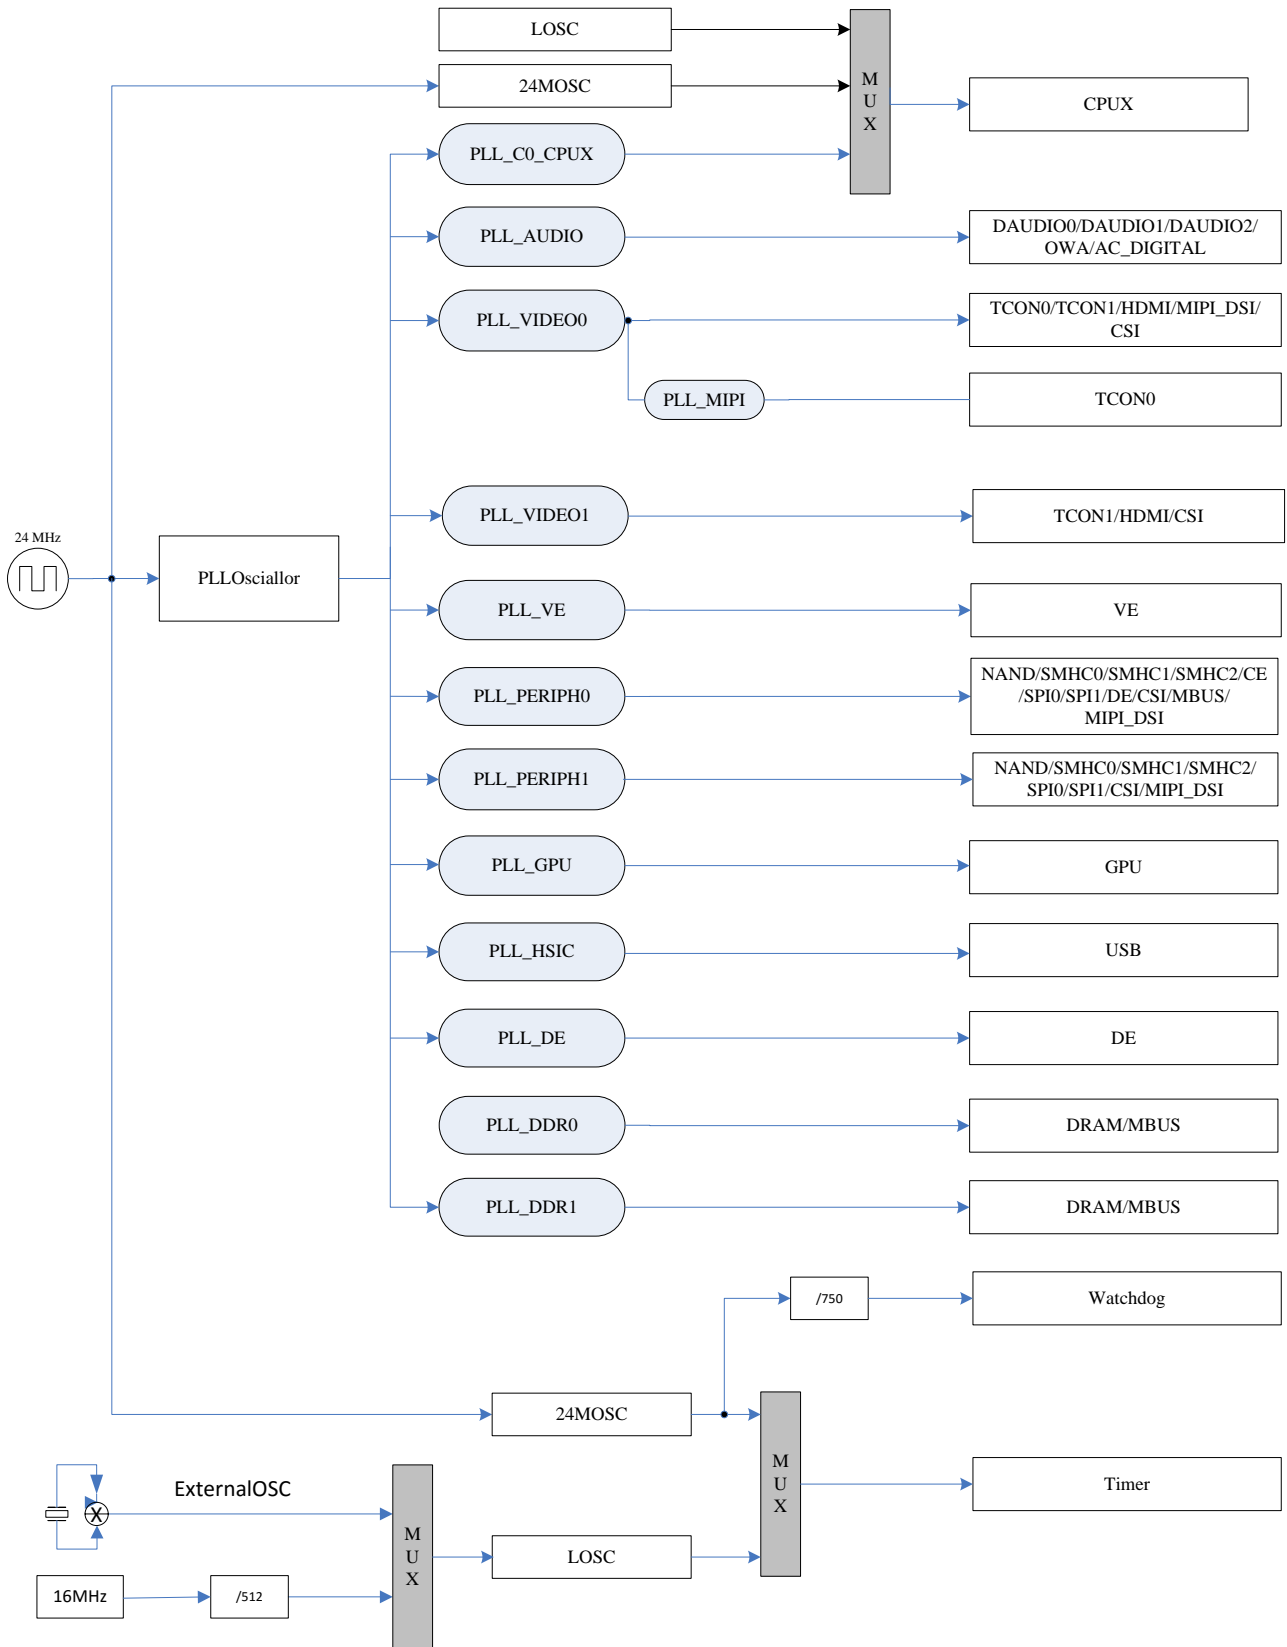 LOSC
24MOSC
M
U
X
CPUX
PLL_C0_CPUX
PLL_AUDIO
DAUDIO0/DAUDIO1/DAUDIO2/
OWA/AC_DIGITAL
PLL_VIDEO0
TCON0/TCON1/HDMI/MIPI_DSI/
CSI
PLL_MIPI
TCON0
PLL_VIDEO1
TCON1/HDMI/CSI
24 MHz
PLLOsciallor
PLL_VE
VE
PLL_PERIPH0
NAND/SMHC0/SMHC1/SMHC2/CE
/SPI0/SPI1/DE/CSI/MBUS/
MIPI_DSI
PLL_PERIPH1
NAND/SMHC0/SMHC1/SMHC2/
SPI0/SPI1/CSI/MIPI_DSI
PLL_GPU
GPU
PLL_HSIC
USB
PLL_DE
DE
PLL_DDR0
DRAM/MBUS
PLL_DDR1
DRAM/MBUS
/750
Watchdog
24MOSC
M
U
X
Timer
ExternalOSC
X
M
U
X
LOSC
16MHz
/512